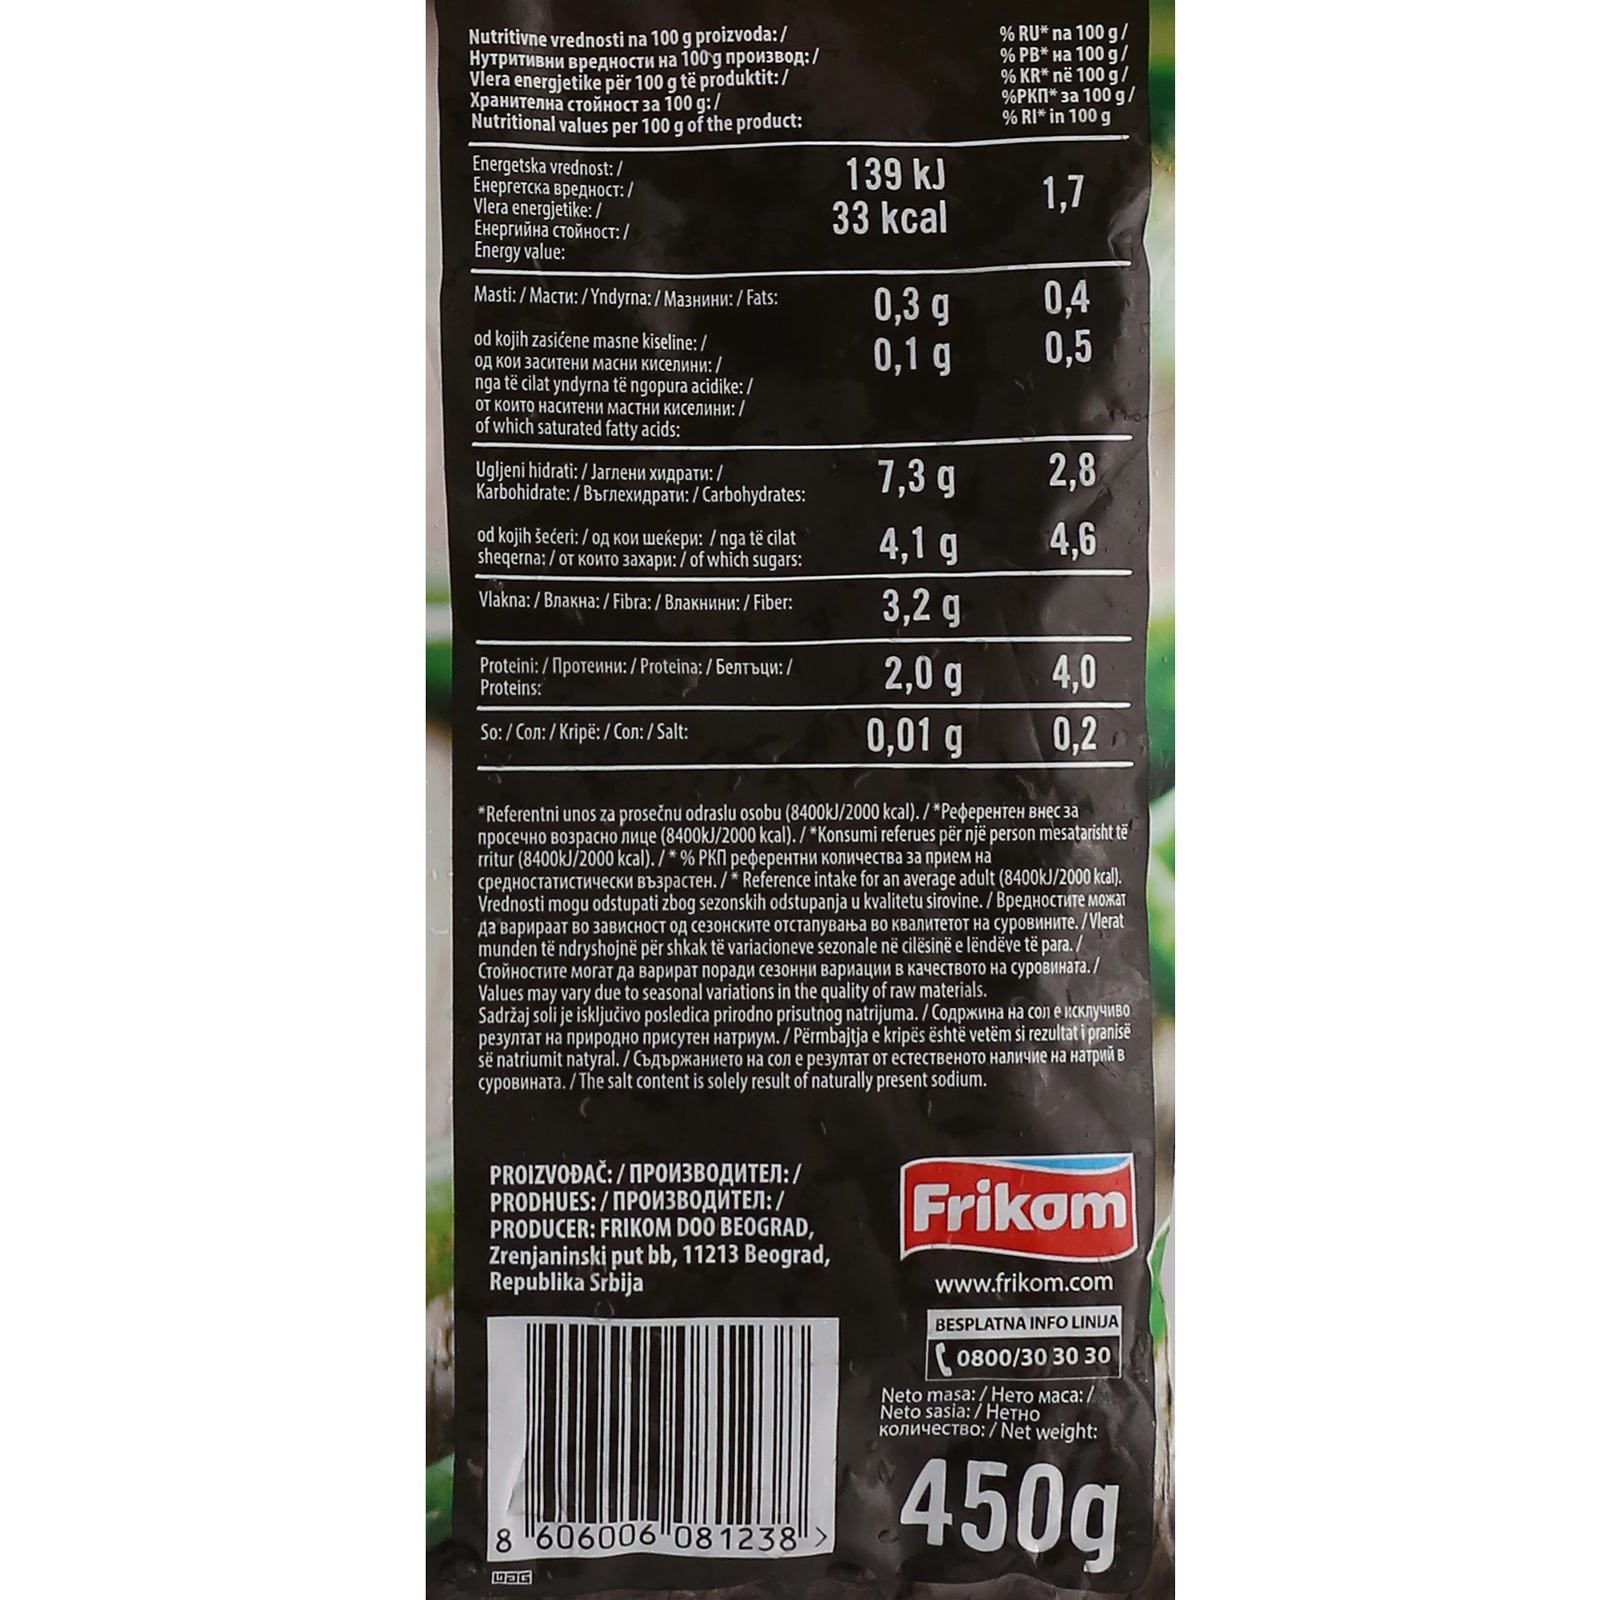 Nutritivne vrednosti na 100 g proizvoda: /
Нутритивни вредности на 100 g производ: /
Vlera energjetike për 100 g të produktit: /
Хранителна стойност за 100 g: /
Nutritional values per 100 g of the product:
% RU* na 100 g /
% РВ* на 100 g /
% KR* në 100 g /
%РКП* за 100 g /
% RI* in 100 g
Energetska vrednost: /
Енергетска вредност: /
Vlera energjetike: /
Енергийна стойност: /
Energy value:
139 kJ
33 kcal
1,7
Masti: / Масти: / Yndyrna: / Мазнини: / Fats:
0,3 g
0,4
od kojih zasićene masne kiseline: /
од кои заситени масни киселини: /
nga të cilat yndyrna të ngopura acidike: /
от които наситени мастни киселини: /
of which saturated fatty acids:
0,1 g
0,5
Ugljeni hidrati: / Јаглени хидрати: /
Karbohidrate: / Въглехидрати: / Carbohydrates:
7,3 g
2,8
od kojih šećeri: / од кои шеќери: / nga të cilat
sheqerna: / от които захари: / of which sugars:
4,1 g
4,6
Vlakna: / Влакна: / Fibra: / Влакнини: / Fiber:
3,2 g
Proteini: / Протеини: / Proteina: / Белтъци: /
Proteins:
2,0 g
4,0
So: / Сол: / Kripë: / Сол: / Salt:
0,01 g
0,2
*Referentni unos za prosečnu odraslu osobu (8400kJ/2000 kcal). / *Референтен внес за
просечно возрасно лице (8400kJ/2000 kcal). / *Konsumi referues për një person mesatarisht të
rritur (8400kJ/2000 kcal). / * % РКП референтни количества за прием на
средностатистически възрастен. / * Reference intake for an average adult (8400kJ/2000 kcal).
Vrednosti mogu odstupati zbog sezonskih odstupanja u kvalitetu sirovine. / Вредностите можат
да варираат во зависност од сезонските отстапувања во квалитетот на суровините. / Vlerat
munden të ndryshojnë për shkak të variacioneve sezonale në cilësinë e lëndëve të para. /
Стойностите могат да варират поради сезонни вариации в качеството на суровината. /
Values may vary due to seasonal variations in the quality of raw materials.
Sadržaj soli je isključivo posledica prirodno prisutnog natrijuma. / Содржина на сол е исклучиво
резултат на природно присутен натриум. / Përmbajtja e kripës është vetëm si rezultat i pranisë
së natriumit natyral. / Съдържанието на сол е резултат от естественото наличие на натрий в
суровината. / The salt content is solely result of naturally present sodium.
PROIZVOĐAČ: / ПРОИЗВОДИТЕЛ: /
PRODHUES: / ПРОИЗВОДИТЕЛ: /
PRODUCER: FRIKOM DOO BEOGRAD,
Zrenjaninski put bb, 11213 Beograd,
Republika Srbija
Frikom
www.frikom.com
BESPLATNA INFO LINIJA
0800/30 30 30
Neto masa: / Нето маса: /
Neto sasia: / Нетно
количество: / Net weight:
450g
8 606006 081238 >